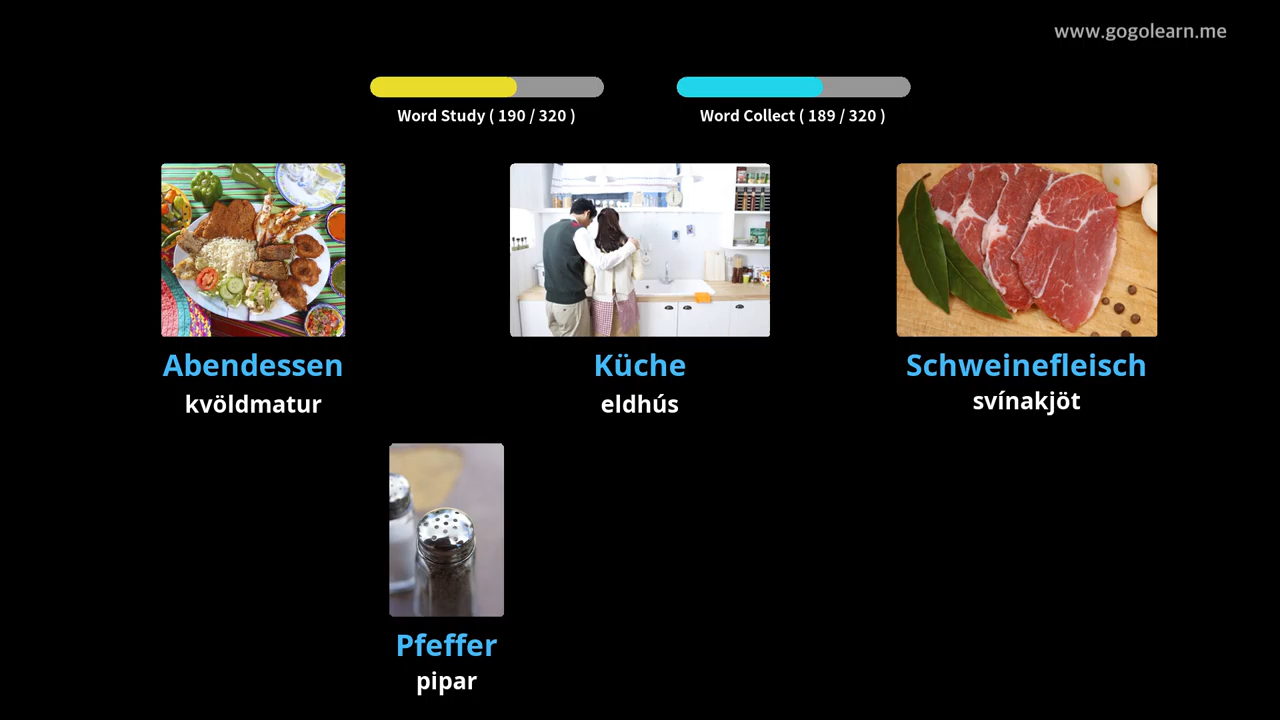 www.gogolearn.me
Word Study ( 190 / 320 )
Word Collect ( 189 / 320 )
Abendessen
kvöldmatur
Küche
eldhús
Schweinefleisch
svínakjöt
Pfeffer
pipar